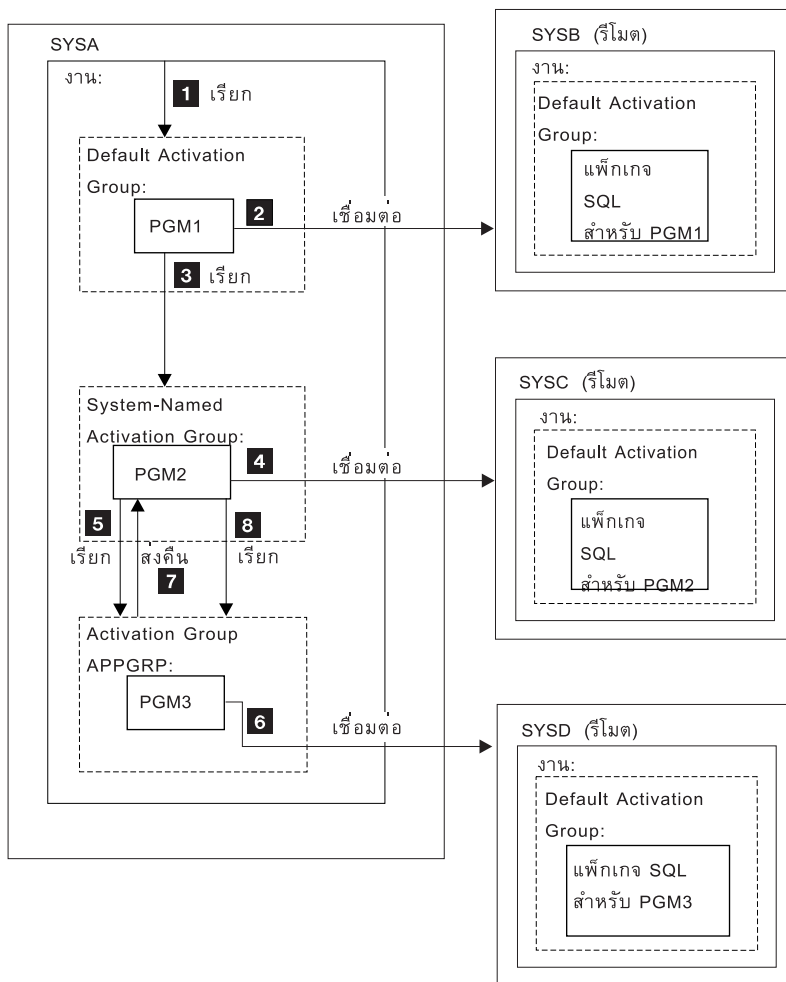 SYSA
งาน:
1 เรียก
Default Activation
Group:
PGM1
2
เชื่อมต่อ
3 เรียก
System-Named
Activation Group:
PGM2
4
เชื่อมต่อ
5
8
เรียก
ส่งคืน
เรียก
7
Activation Group
APPGRP:
PGM3
6
เชื่อมต่อ
SYSB (รีโมต)
งาน:
Default Activation
Group:
แพ็กเกจ
SQL
สำหรับ PGM1
SYSC (รีโมต)
งาน:
Default Activation
Group:
แพ็กเกจ
SQL
สำหรับ PGM2
SYSD (รีโมต)
งาน:
Default Activation
Group:
แพ็กเกจ SQL
สำหรับ PGM3